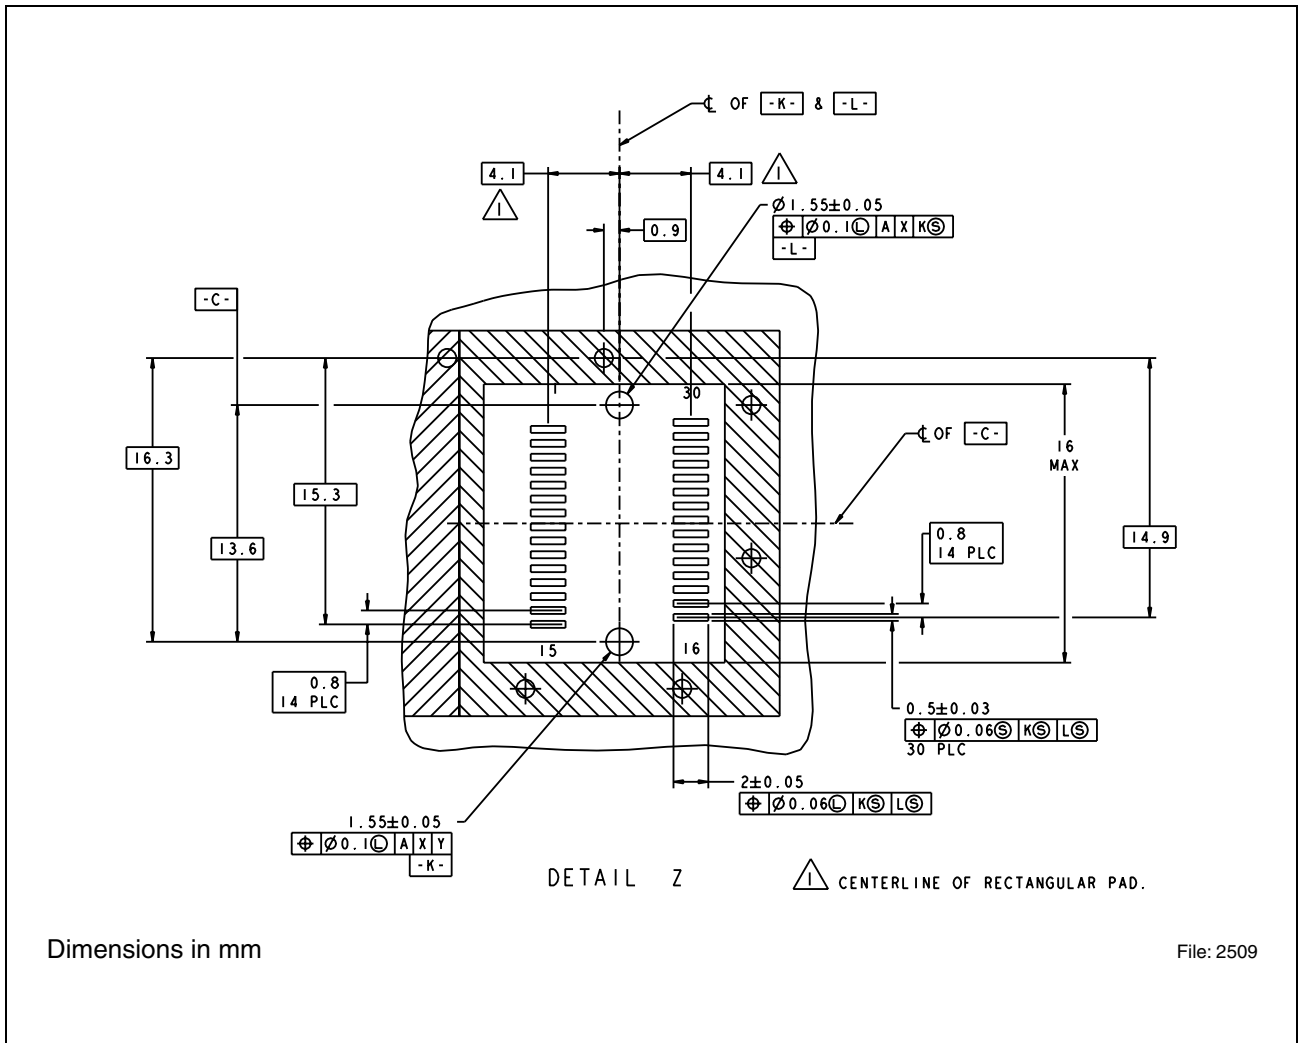 ℄ OF -K- & -L-
4.1
4.1
1
1
Ø1.55±0.05
⌖ Ø0.1Ⓛ A X KⓈ
-L-
0.9
-C-
1
30
16.3
15.3
13.6
℄ OF -C-
16
MAX
14.9
0.8
14 PLC
15
16
0.8
14 PLC
0.5±0.03
⌖ Ø0.06Ⓢ KⓈ LⓈ
30 PLC
2±0.05
⌖ Ø0.06Ⓛ KⓈ LⓈ
1.55±0.05
⌖ Ø0.1Ⓛ A X Y
-K-
DETAIL Z
1 CENTERLINE OF RECTANGULAR PAD.
Dimensions in mm
File: 2509